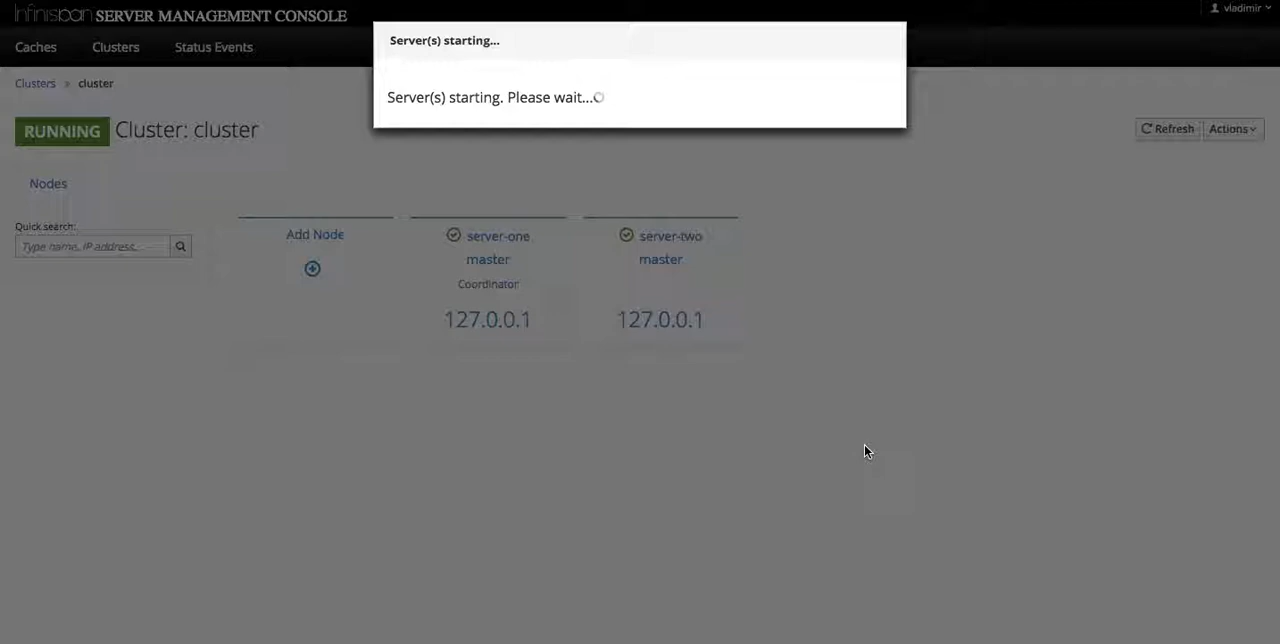 Infinispan SERVER MANAGEMENT CONSOLE
vladimir
Caches Clusters Status Events
Server(s) starting...
Server(s) starting. Please wait...
Clusters » cluster
RUNNING Cluster: cluster
Refresh Actions
Nodes
Quick search:
Type name, IP address...
Add Node
server-one
master
Coordinator
127.0.0.1
server-two
master
127.0.0.1